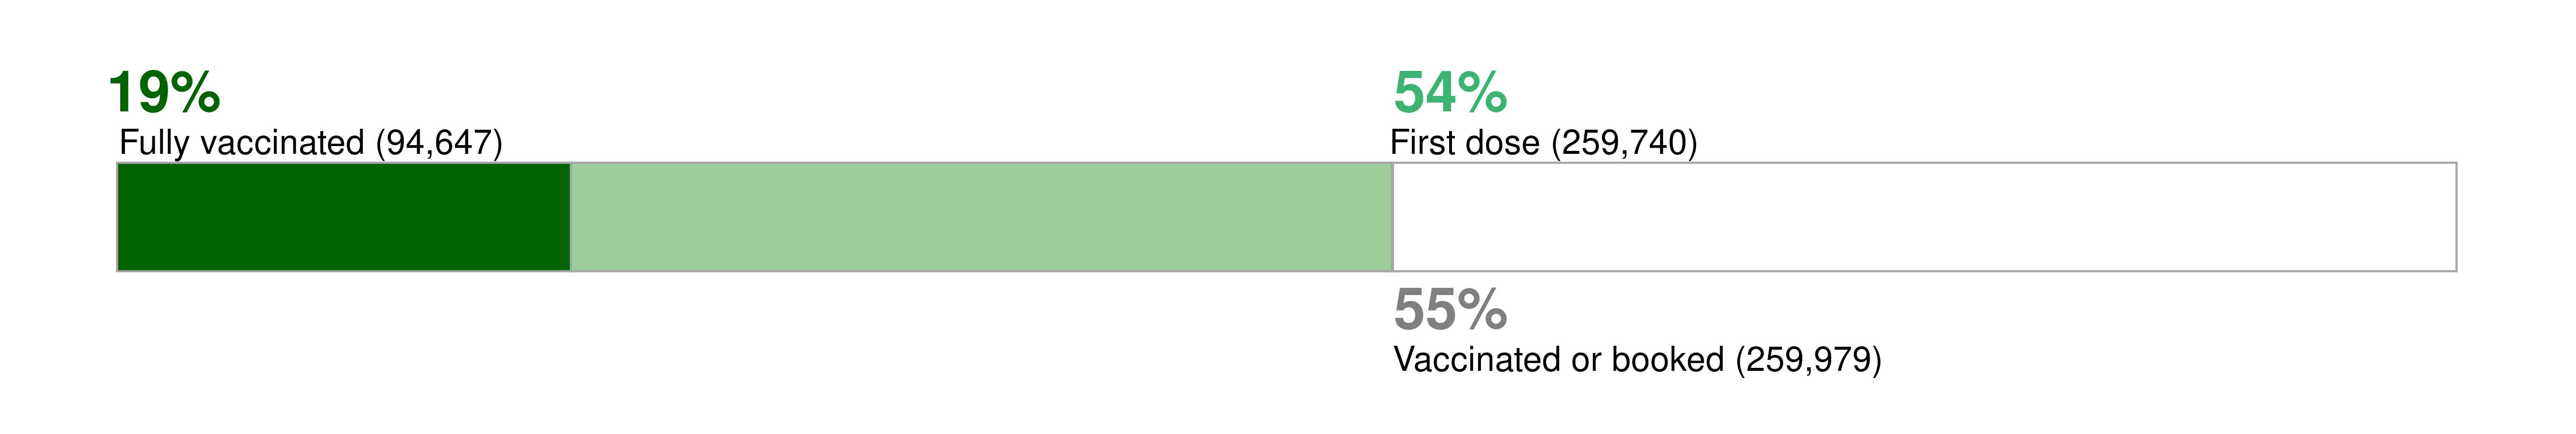 19%
Fully vaccinated (94,647)
54%
First dose (259,740)
55%
Vaccinated or booked (259,979)